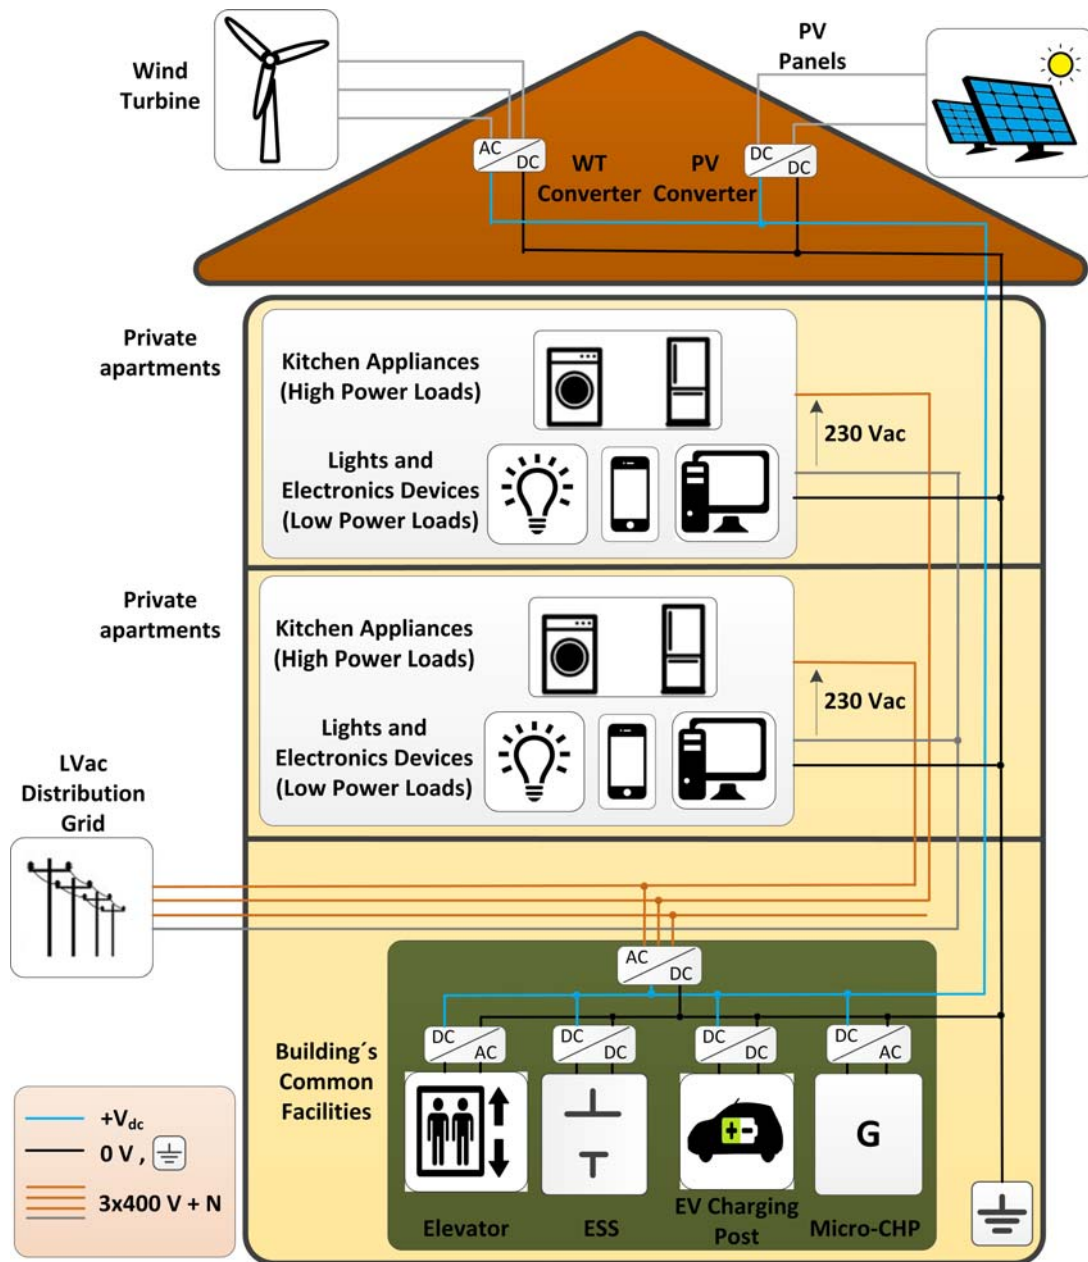 Wind
Turbine
PV
Panels
AC
DC
WT
Converter
PV
Converter
DC
DC
Private
apartments
Kitchen Appliances
(High Power Loads)
230 Vac
Lights and
Electronics Devices
(Low Power Loads)
Private
apartments
Kitchen Appliances
(High Power Loads)
230 Vac
Lights and
Electronics Devices
(Low Power Loads)
LVac
Distribution
Grid
AC
DC
Building´s
Common
Facilities
DC
AC
DC
DC
DC
DC
DC
AC
G
Elevator
ESS
EV Charging
Post
Micro-CHP
+Vdc
0 V ,
3x400 V + N